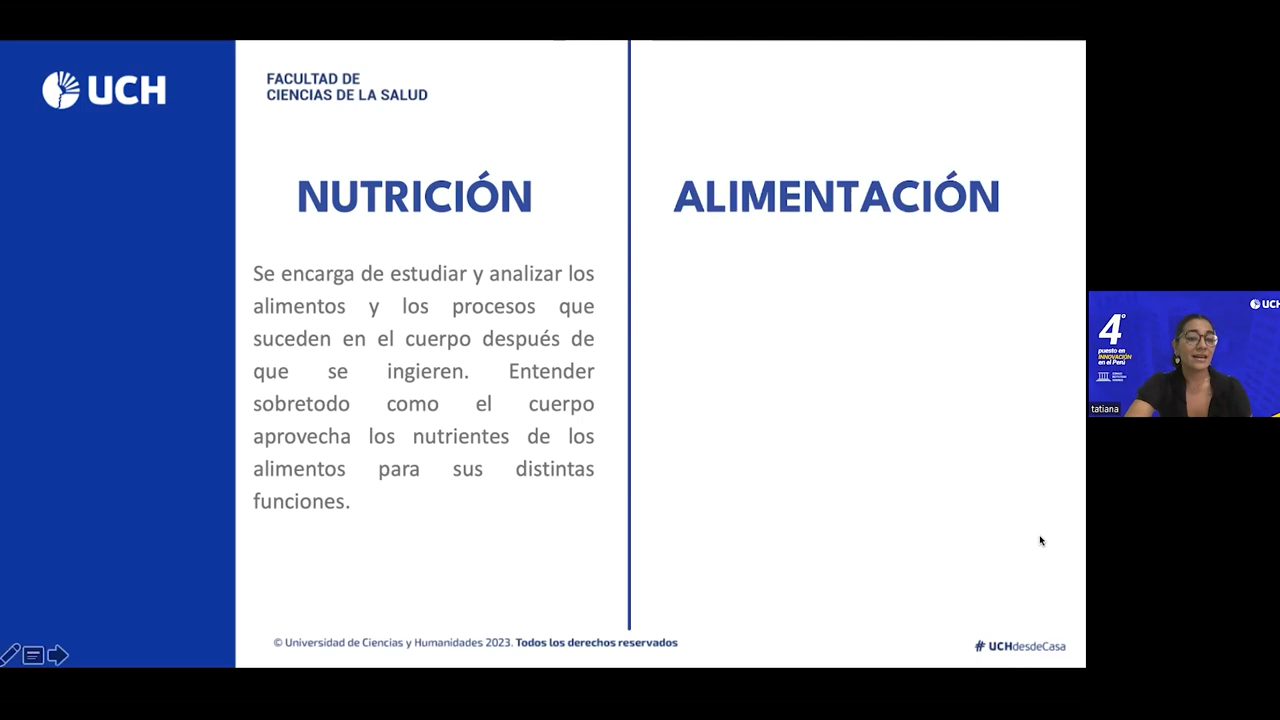 UCH
FACULTAD DE
CIENCIAS DE LA SALUD
NUTRICIÓN
Se encarga de estudiar y analizar los
alimentos y los procesos que
suceden en el cuerpo después de
que se ingieren. Entender
sobretodo como el cuerpo
aprovecha los nutrientes de los
alimentos para sus distintas
funciones.
ALIMENTACIÓN
© Universidad de Ciencias y Humanidades 2023. Todos los derechos reservados
# UCHdesdeCasa
UCH
4°
puesto en
INNOVACIÓN
en el Perú
tatiana